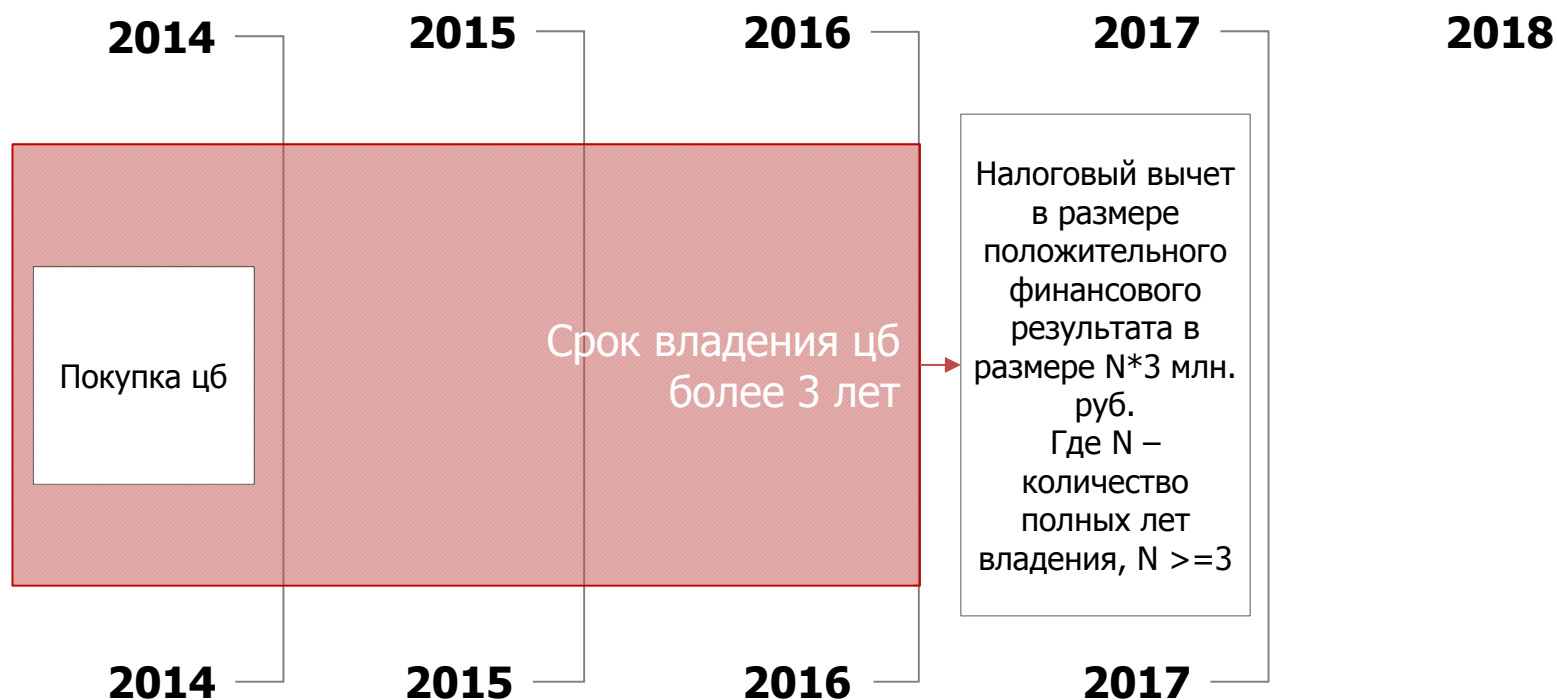 2014
2015
2016
2017
2018
Покупка цб
Срок владения цб
более 3 лет
Налоговый вычет
в размере
положительного
финансового
результата в
размере N*3 млн.
руб.
Где N –
количество
полных лет
владения, N >=3
2014
2015
2016
2017